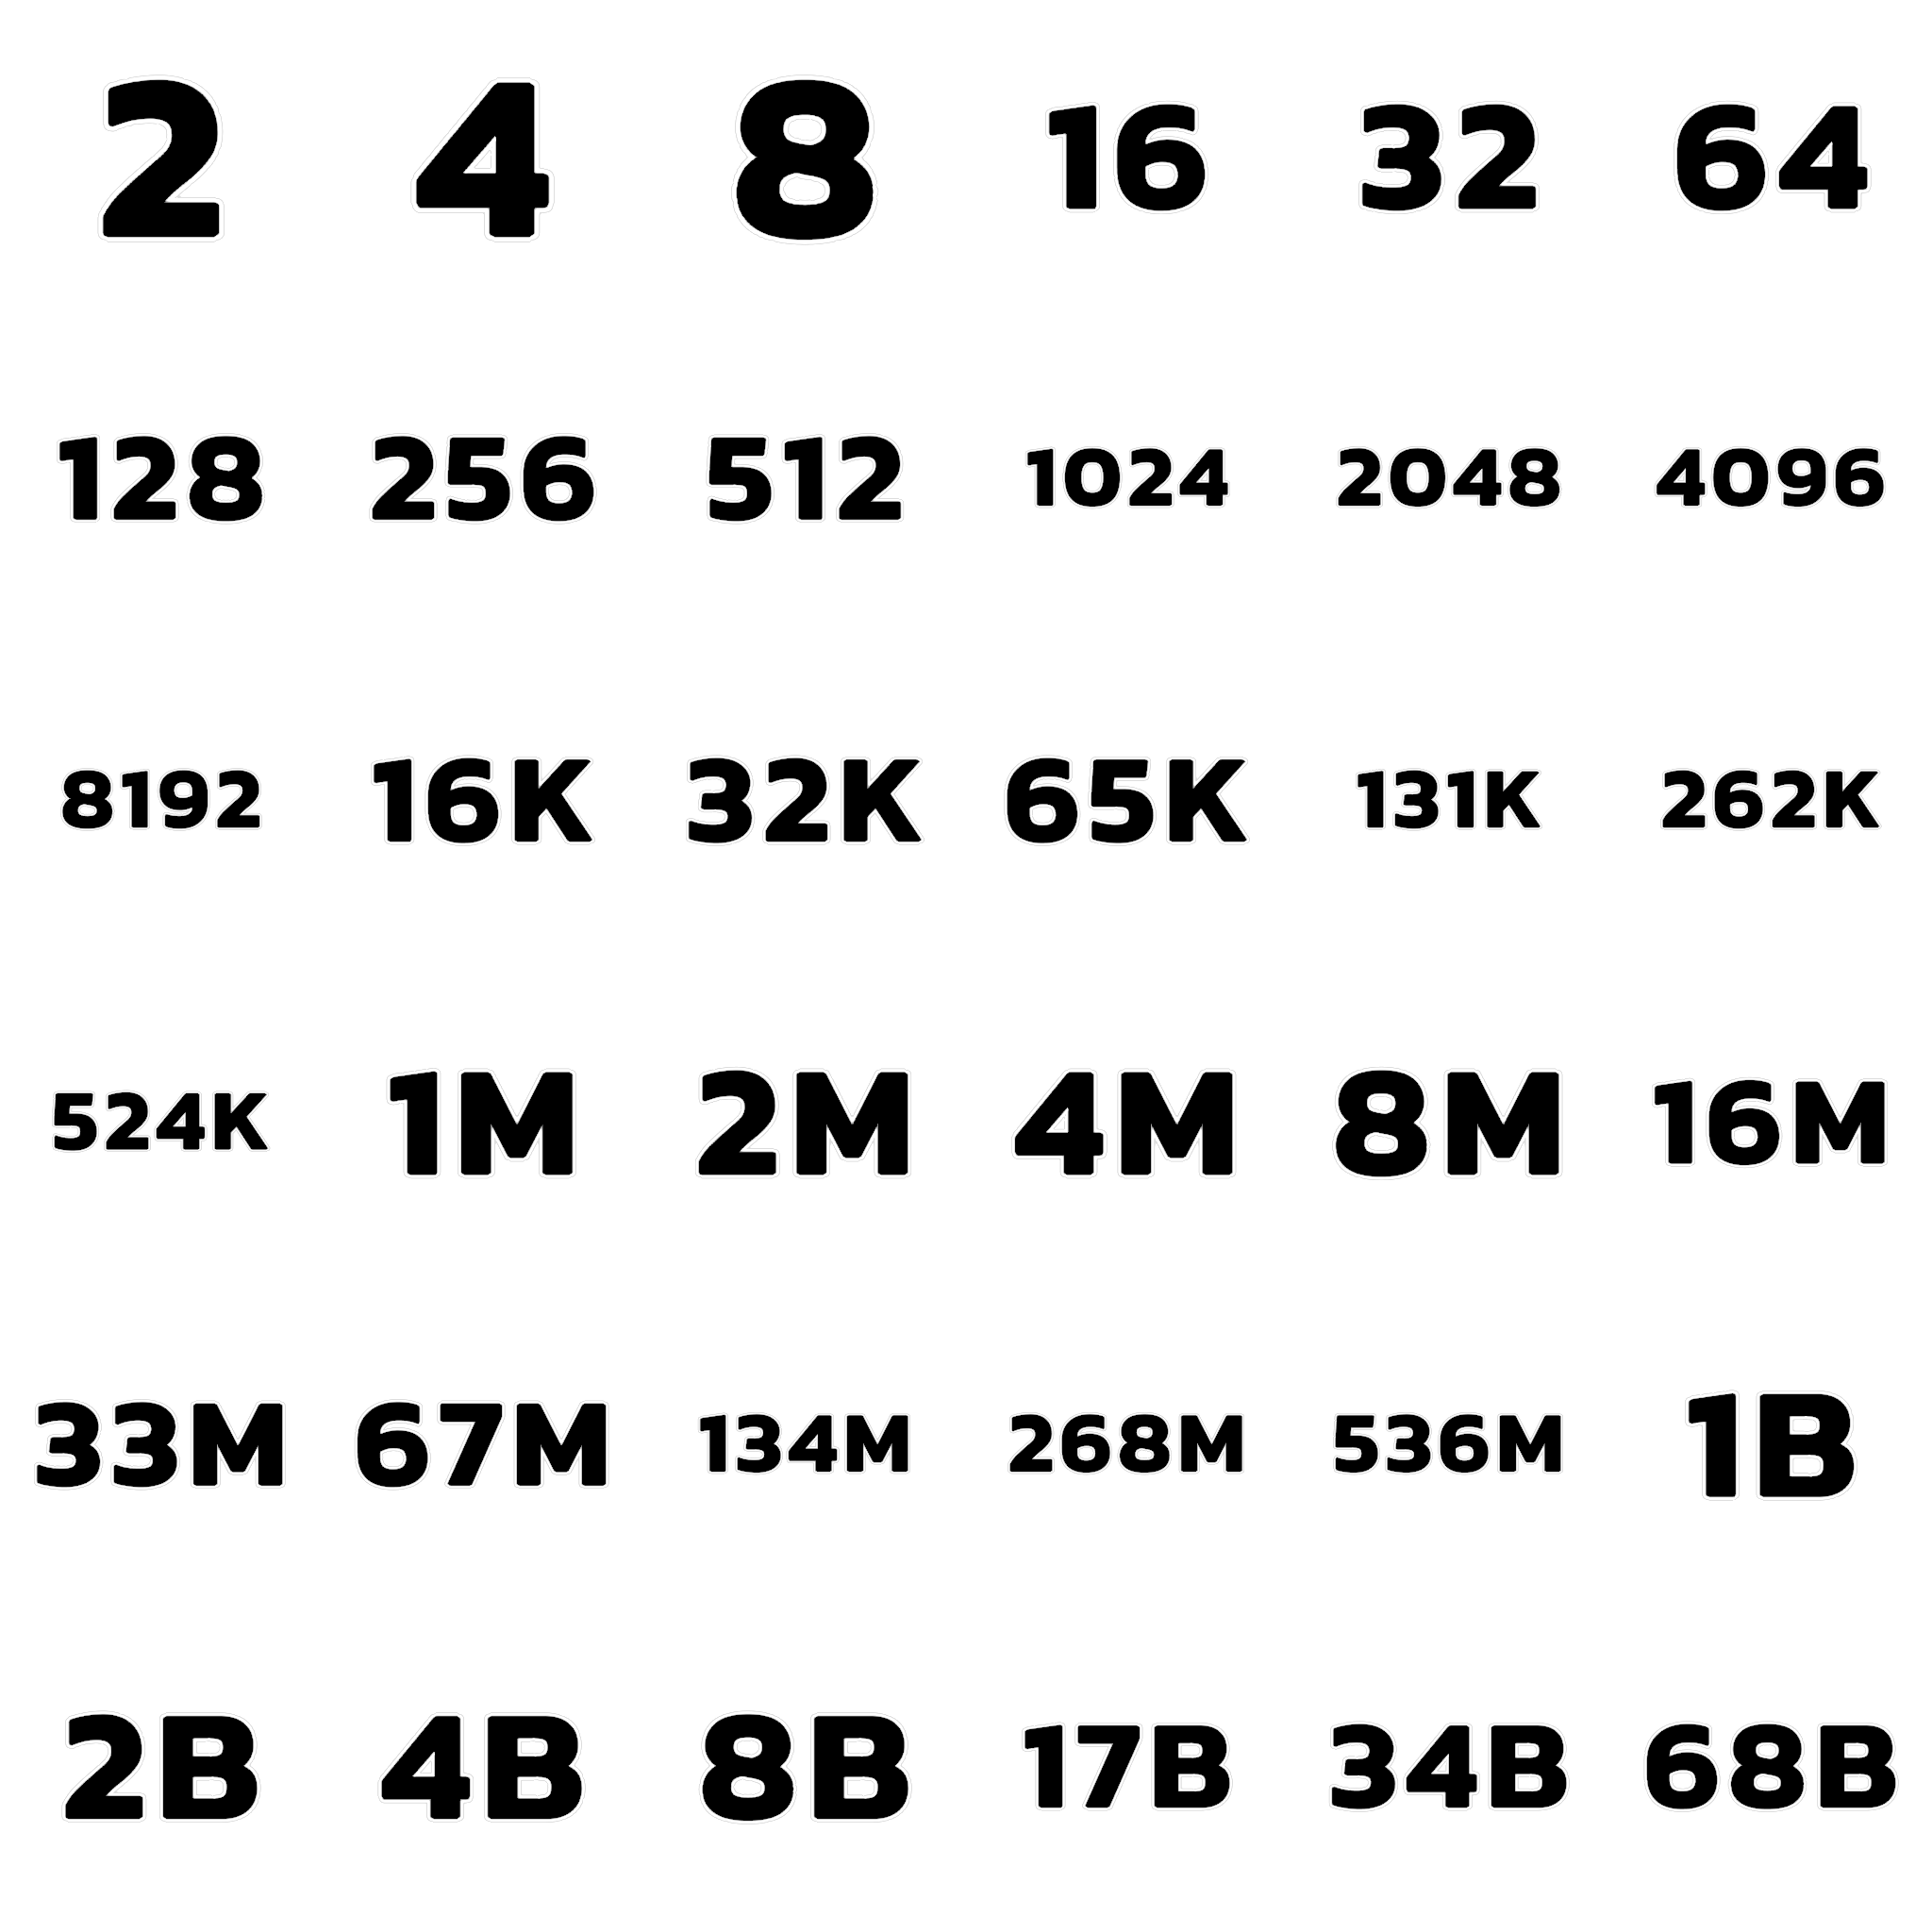 2 4 8 16 32 64
128 256 512 1024 2048 4096
8192 16K 32K 65K 131K 262K
524K 1M 2M 4M 8M 16M
33M 67M 134M 268M 536M 1B
2B 4B 8B 17B 34B 68B